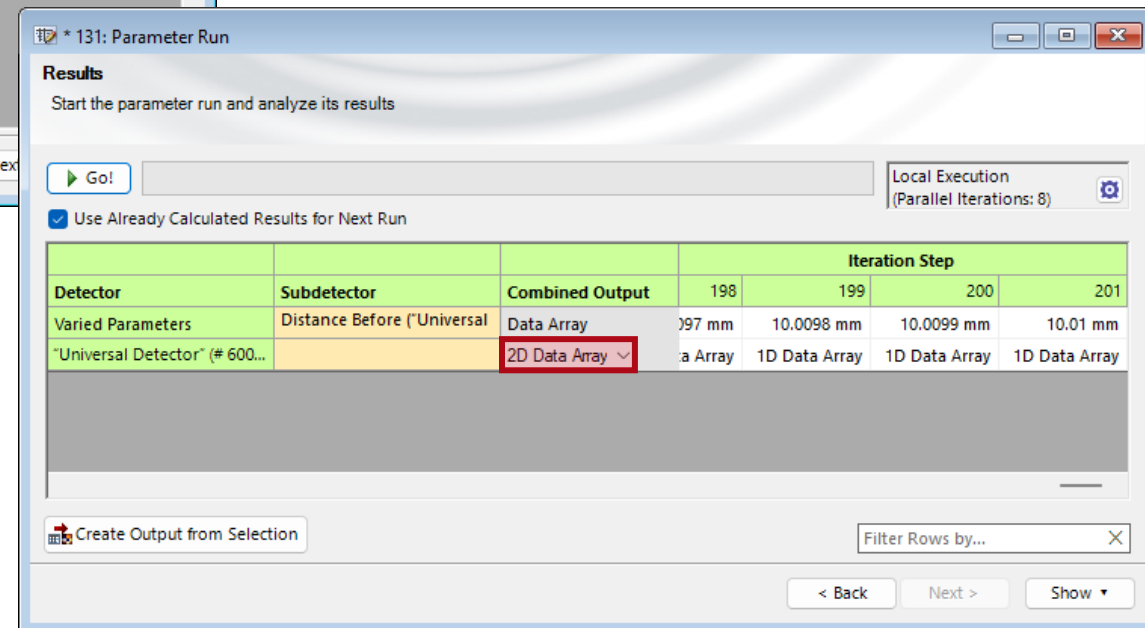 * 131: Parameter Run
Results
Start the parameter run and analyze its results
ext
Go!
Local Execution
(Parallel Iterations: 8)
Use Already Calculated Results for Next Run
Iteration Step
Detector Subdetector Combined Output 198 199 200 201
Varied Parameters Distance Before ("Universal Data Array 097 mm 10.0098 mm 10.0099 mm 10.01 mm
"Universal Detector" (# 600... 2D Data Array a Array 1D Data Array 1D Data Array 1D Data Array
Create Output from Selection
Filter Rows by...
< Back Next > Show